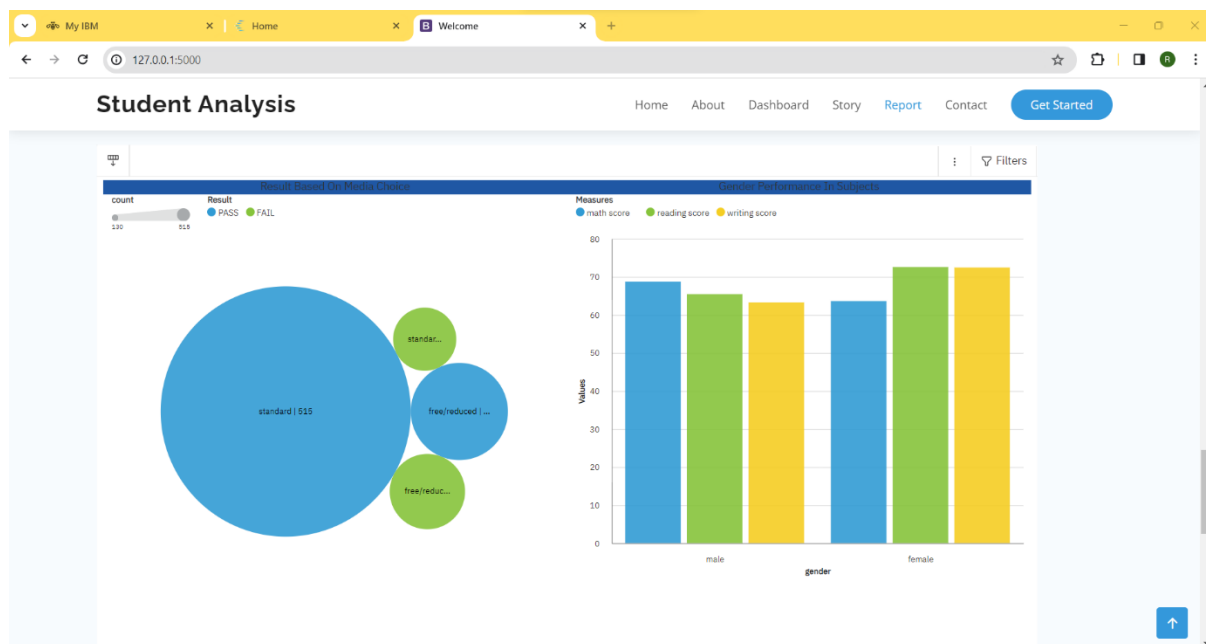 My IBM
Home
B Welcome
127.0.0.1:5000
R
Student Analysis
Home About Dashboard Story Report Contact Get Started
Filters
Result Based On Media Choice
Gender Performance In Subjects
count
130 515
Result
PASS FAIL
standard | 515
standar...
free/reduced | ...
free/reduc...
Measures
math score reading score writing score
Values
80
70
60
50
40
30
20
10
0
male female
gender